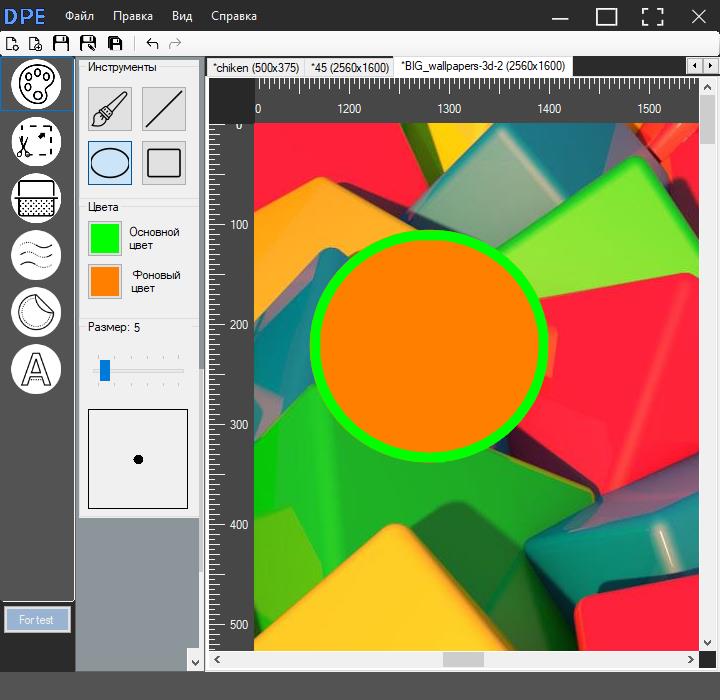 DPE Файл Правка Вид Справка
*chiken (500x375) *45 (2560x1600) *BIG_wallpapers-3d-2 (2560x1600)
Инструменты
0 1200 1300 1400 1500
0
100
200
300
400
500
Цвета
Основной
цвет
Фоновый
цвет
Размер: 5
A
For test